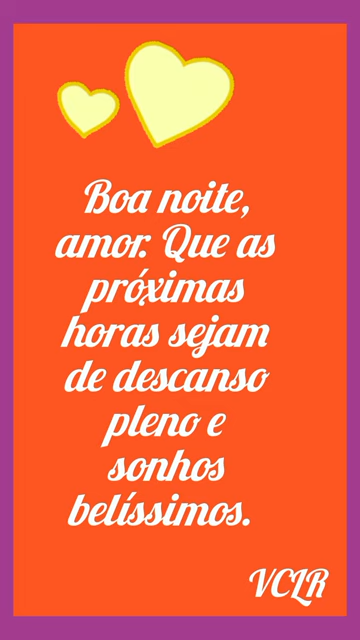 Boa noite,
amor. Que as
próximas
horas sejam
de descanso
pleno e
sonhos
belíssimos.
VCLR